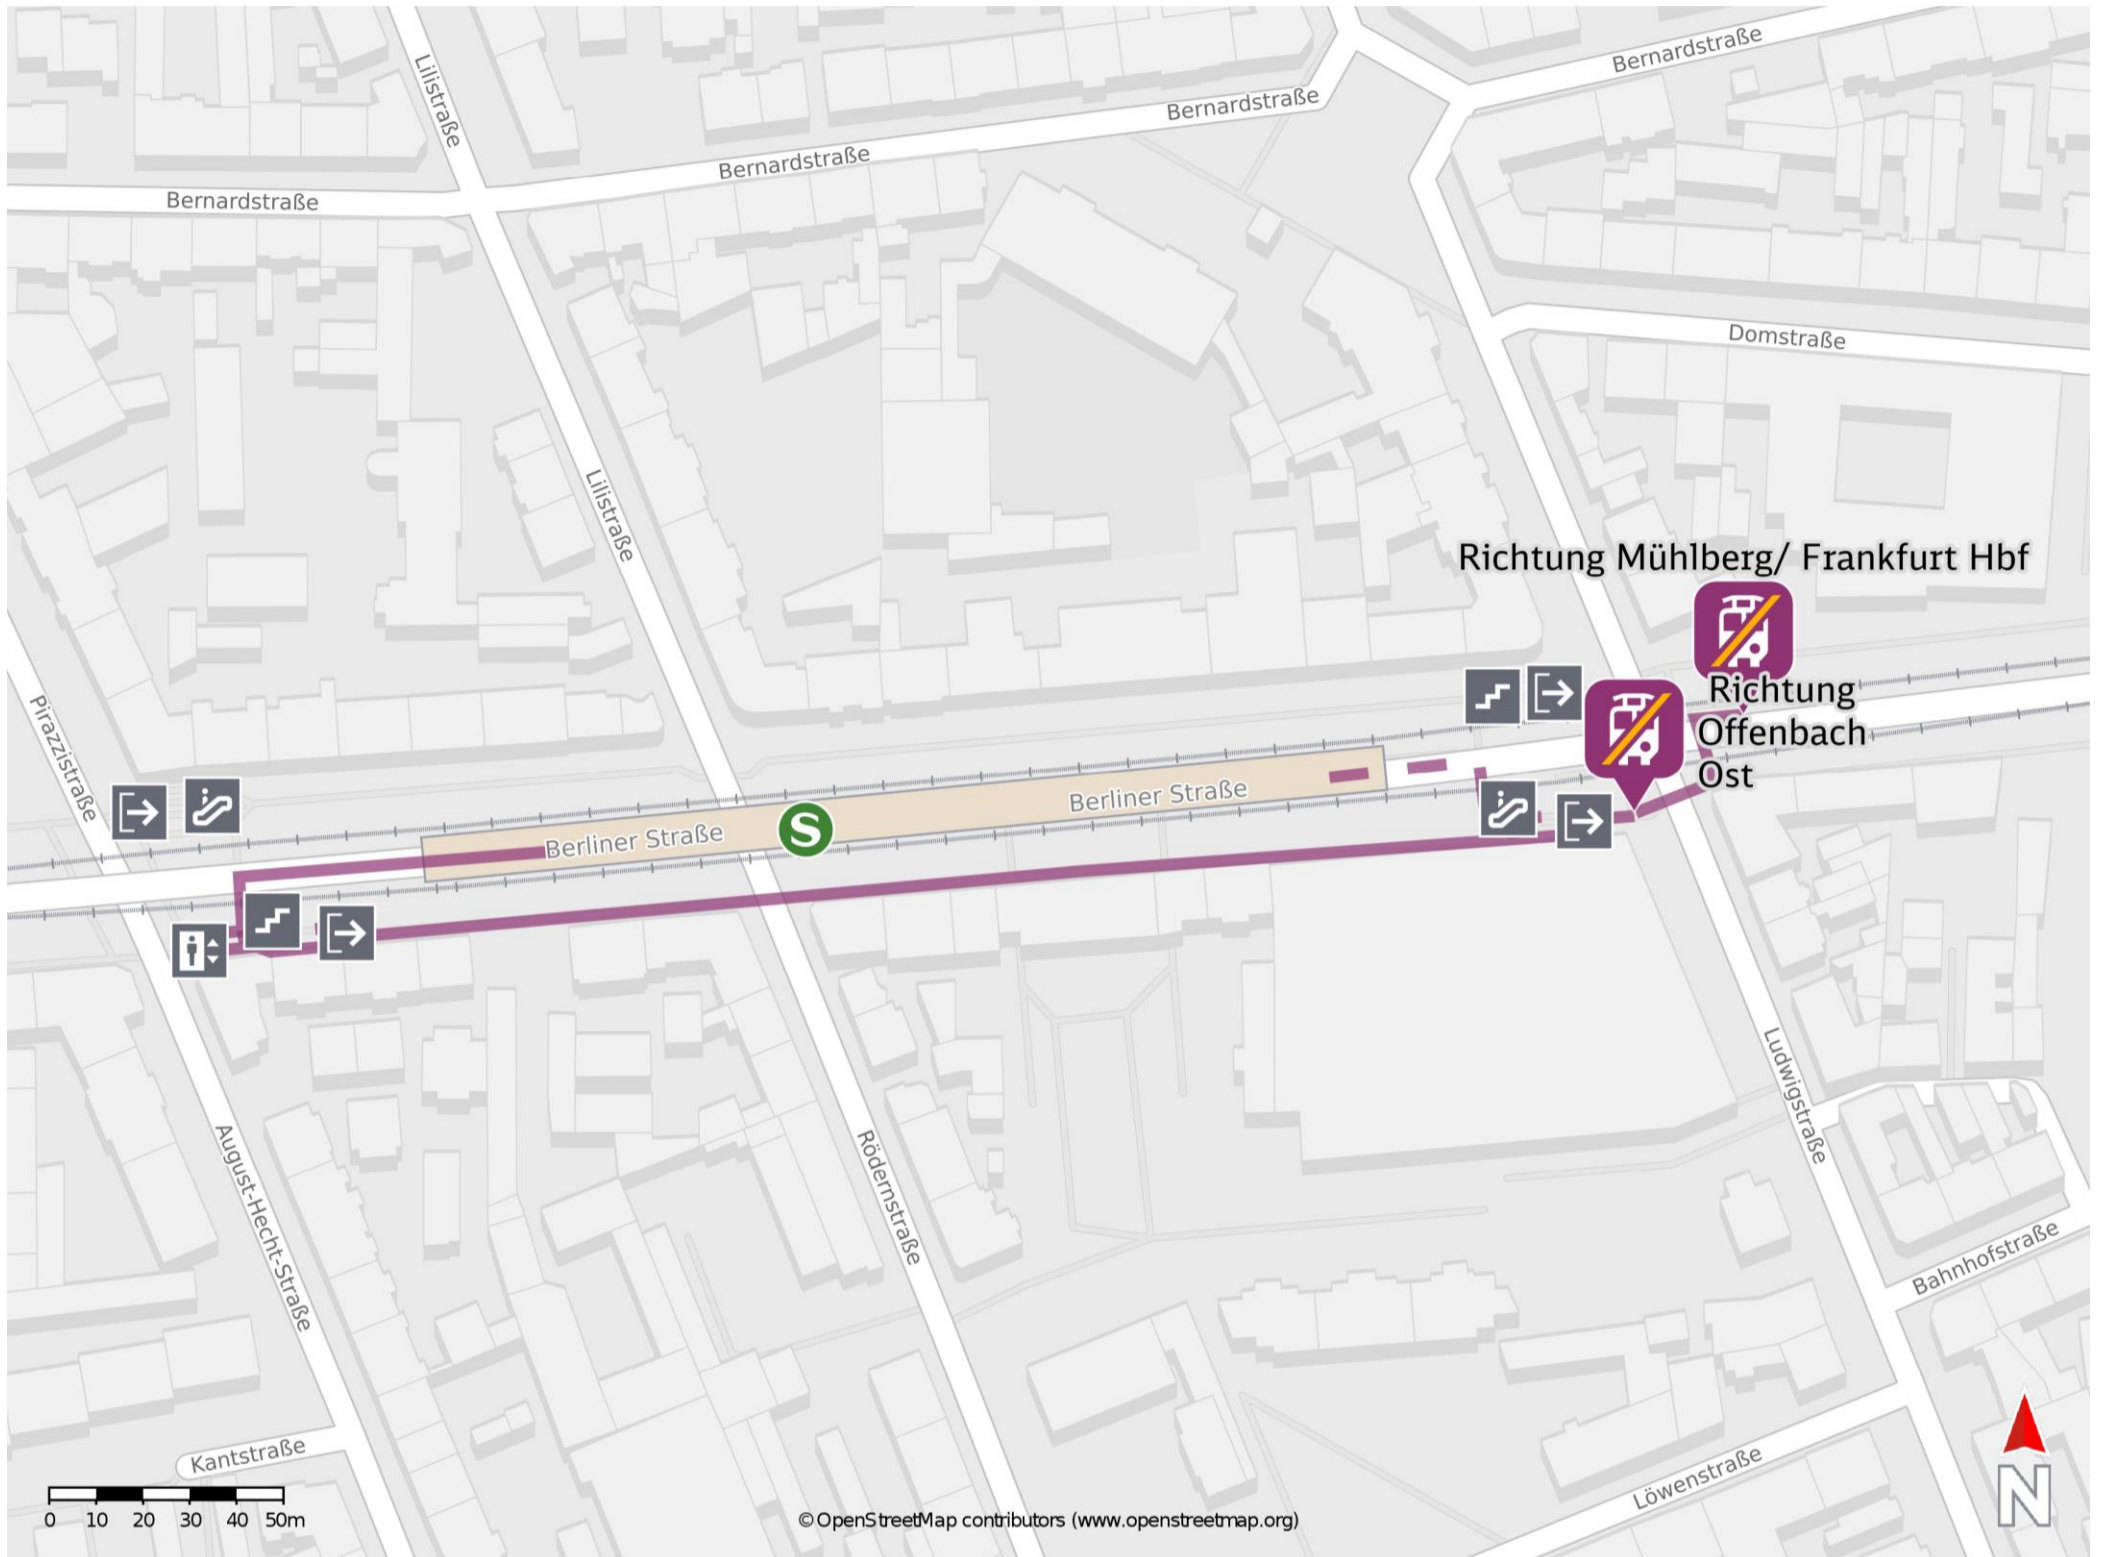 Bernardstraße
Lilistraße
Bernardstraße
Bernardstraße
Bernardstraße
Domstraße
Lilistraße
Richtung Mühlberg/ Frankfurt Hbf
Richtung
Offenbach
Ost
Pirazzistraße
Berliner Straße
S
Berliner Straße
Ludwigstraße
August-Hecht-Straße
Rödernstraße
Bahnhofstraße
Kantstraße
Löwenstraße
N
0 10 20 30 40 50m
© OpenStreetMap contributors (www.openstreetmap.org)